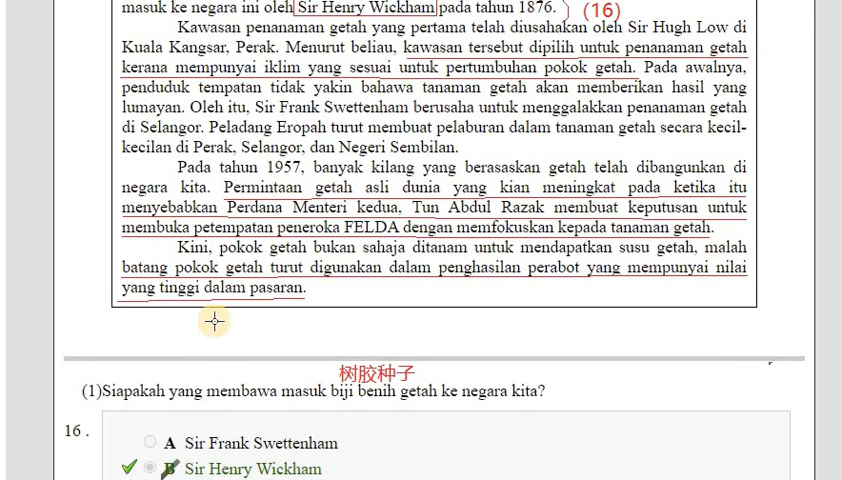 masuk ke negara ini oleh Sir Henry Wickham pada tahun 1876. (16)
Kawasan penanaman getah yang pertama telah diusahakan oleh Sir Hugh Low di
Kuala Kangsar, Perak. Menurut beliau, kawasan tersebut dipilih untuk penanaman getah
kerana mempunyai iklim yang sesuai untuk pertumbuhan pokok getah. Pada awalnya,
penduduk tempatan tidak yakin bahawa tanaman getah akan memberikan hasil yang
lumayan. Oleh itu, Sir Frank Swettenham berusaha untuk menggalakkan penanaman getah
di Selangor. Peladang Eropah turut membuat pelaburan dalam tanaman getah secara kecil-
kecilan di Perak, Selangor, dan Negeri Sembilan.
Pada tahun 1957, banyak kilang yang berasaskan getah telah dibangunkan di
negara kita. Permintaan getah asli dunia yang kian meningkat pada ketika itu
menyebabkan Perdana Menteri kedua, Tun Abdul Razak membuat keputusan untuk
membuka petempatan peneroka FELDA dengan memfokuskan kepada tanaman getah.
Kini, pokok getah bukan sahaja ditanam untuk mendapatkan susu getah, malah
batang pokok getah turut digunakan dalam penghasilan perabot yang mempunyai nilai
yang tinggi dalam pasaran.
树胶种子
(1)Siapakah yang membawa masuk biji benih getah ke negara kita?
16 .
A Sir Frank Swettenham
B Sir Henry Wickham